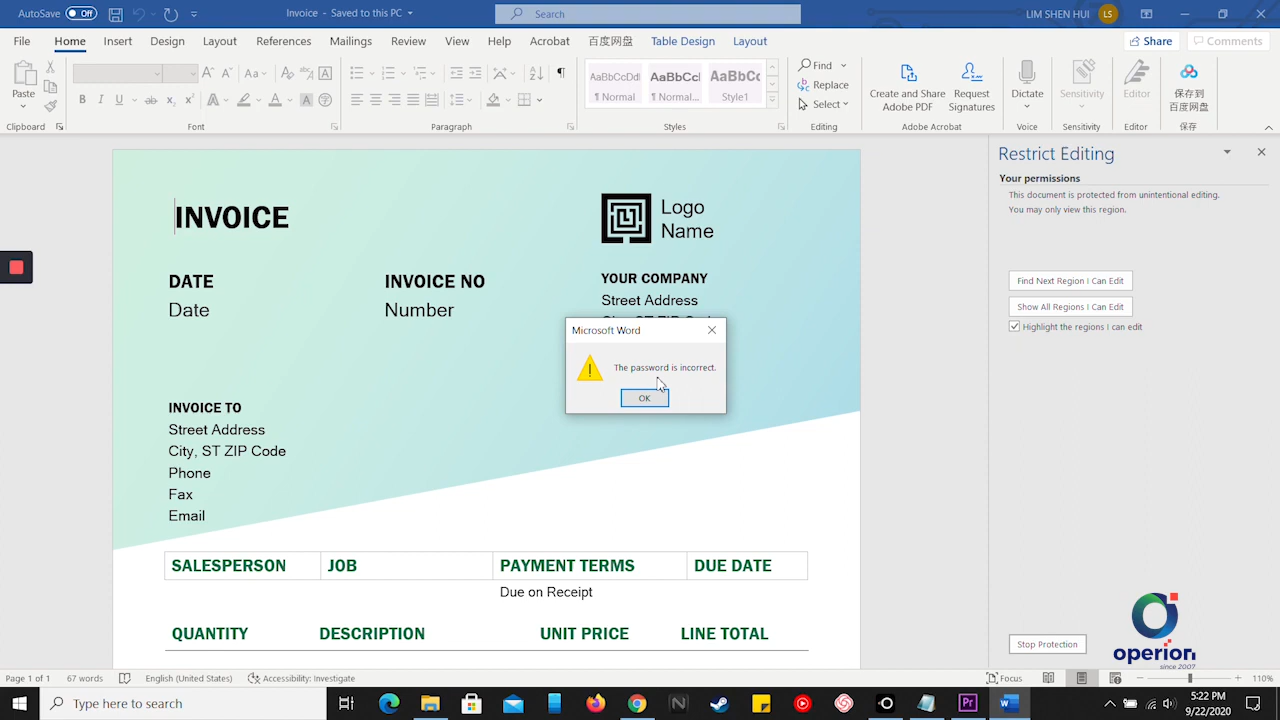 AutoSave Off
Invoice - Saved to this PC
Search
LIM SHEN HUI
LS
File Home Insert Design Layout References Mailings Review View Help Acrobat 百度网盘 Table Design Layout
Share
Comments
Paste
Clipboard
Font
Paragraph
AaBbCcDdI AaBbCcI AaBbCc
¶ Normal ¶ Normal... Style1
Styles
Find
Replace
Select
Editing
Create and Share Adobe PDF
Request Signatures
Adobe Acrobat
Dictate
Voice
Sensitivity
Sensitivity
Editor
Editor
保存到
百度网盘
保存
INVOICE
Logo
Name
DATE
Date
INVOICE NO
Number
YOUR COMPANY
Street Address
Microsoft Word
The password is incorrect.
OK
INVOICE TO
Street Address
City, ST ZIP Code
Phone
Fax
Email
SALESPERSON JOB PAYMENT TERMS DUE DATE
Due on Receipt
QUANTITY DESCRIPTION UNIT PRICE LINE TOTAL
Restrict Editing
Your permissions
This document is protected from unintentional editing.
You may only view this region.
Find Next Region I Can Edit
Show All Regions I Can Edit
Highlight the regions I can edit
Stop Protection
operion
since 2007
Page 1 of 1 67 words English (United States) Accessibility: Investigate
Focus
110%
Type here to search
5:22 PM
9/22/2020